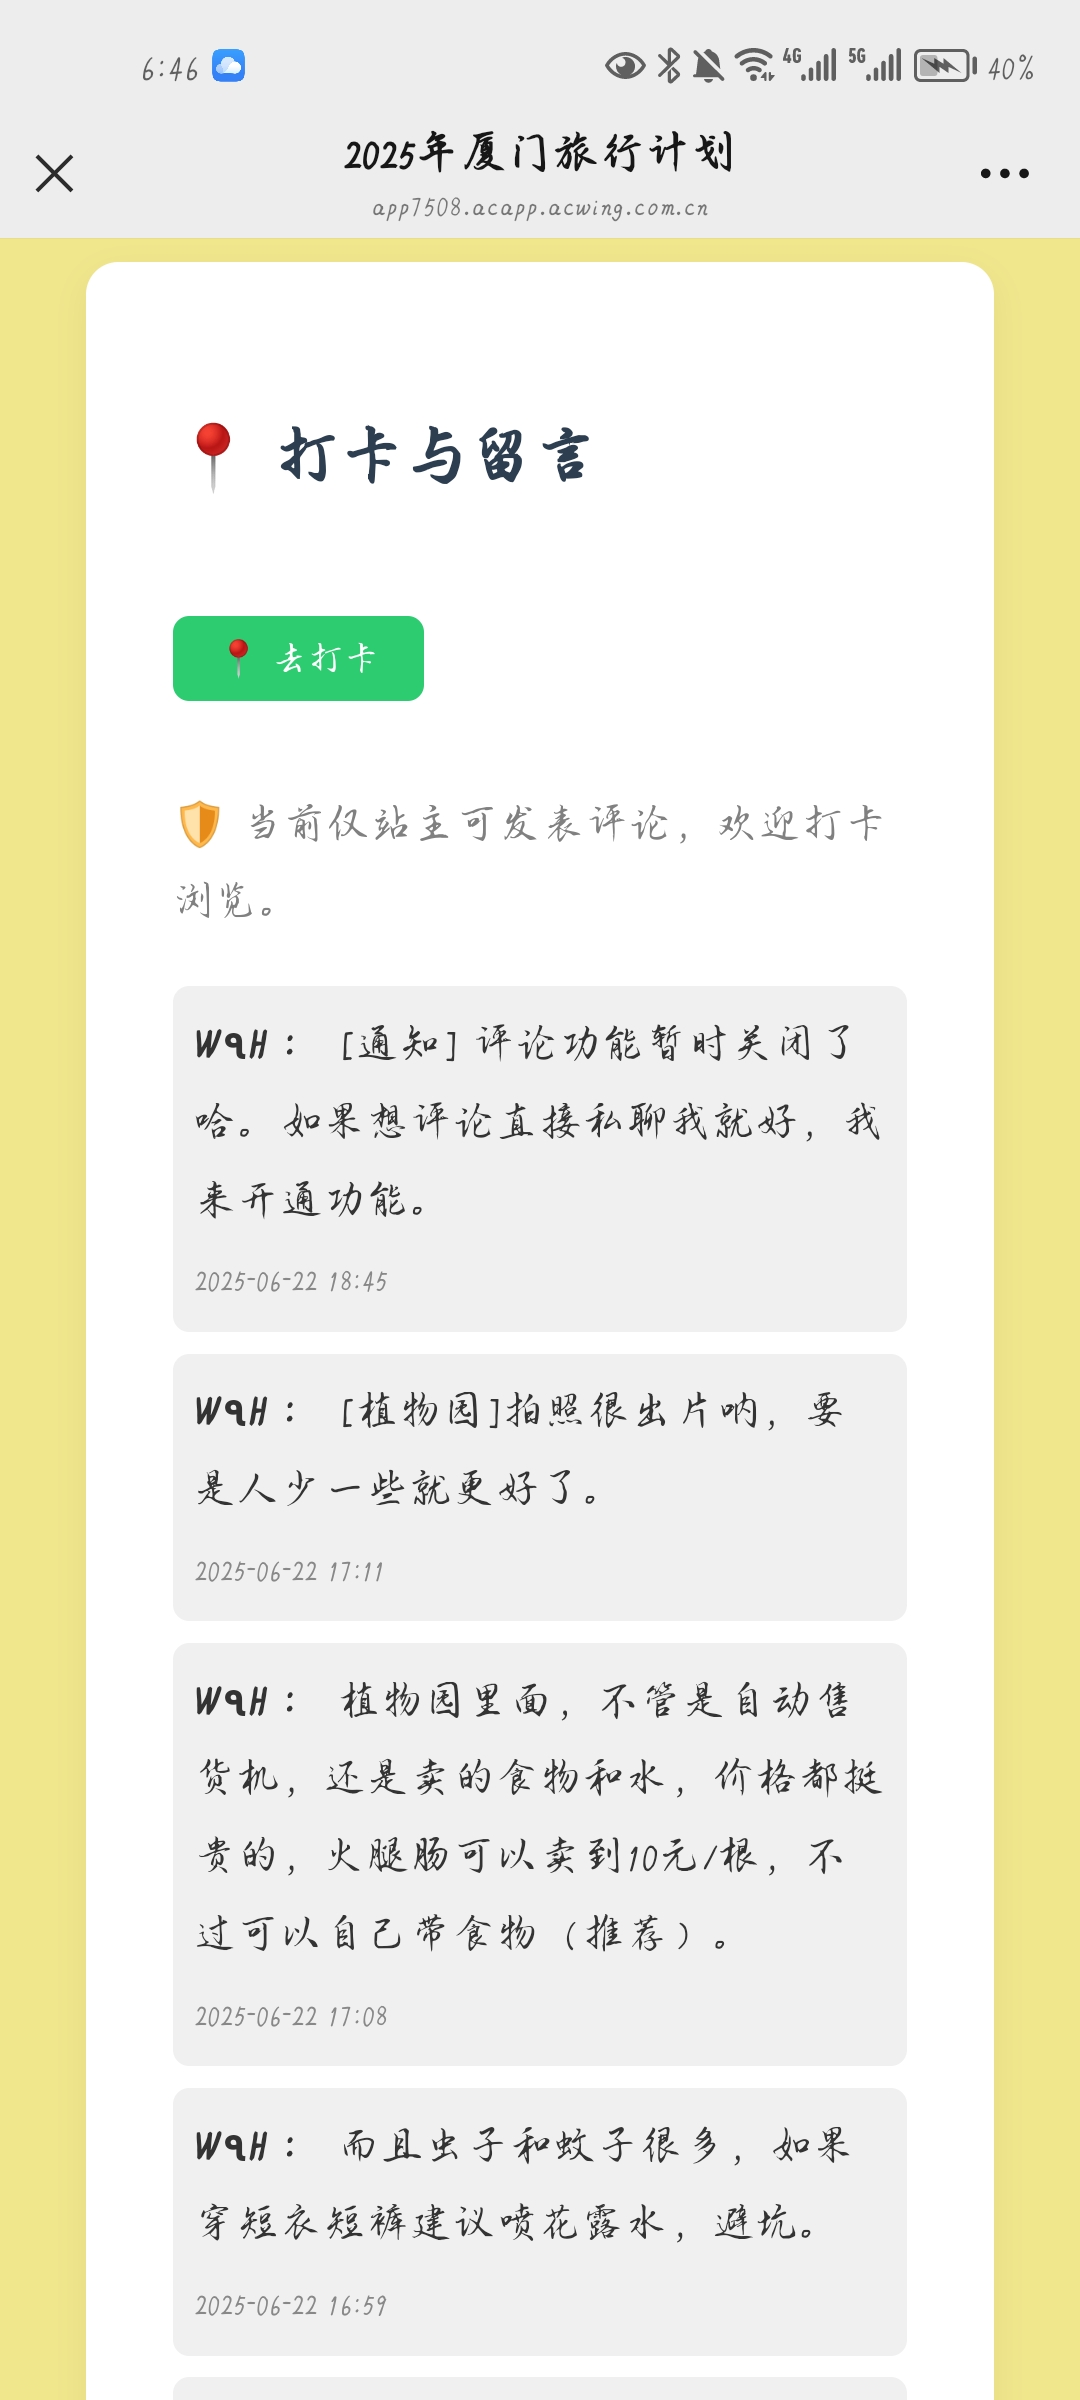 6:46
4G 5G 40%
2025年厦门旅行计划
app7508.acapp.acwing.com.cn
📍 打卡与留言
📍 去打卡
🛡️ 当前仅站主可发表评论，欢迎打卡
浏览。
WqH： [通知] 评论功能暂时关闭了
哈。如果想评论直接私聊我就好，我
来开通功能。
2025-06-22 18:45
WqH： [植物园]拍照很出片呐，要
是人少一些就更好了。
2025-06-22 17:11
WqH： 植物园里面，不管是自动售
货机，还是卖的食物和水，价格都挺
贵的，火腿肠可以卖到10元/根，不
过可以自己带食物（推荐）。
2025-06-22 17:08
WqH： 而且虫子和蚊子很多，如果
穿短衣短裤建议喷花露水，避坑。
2025-06-22 16:59